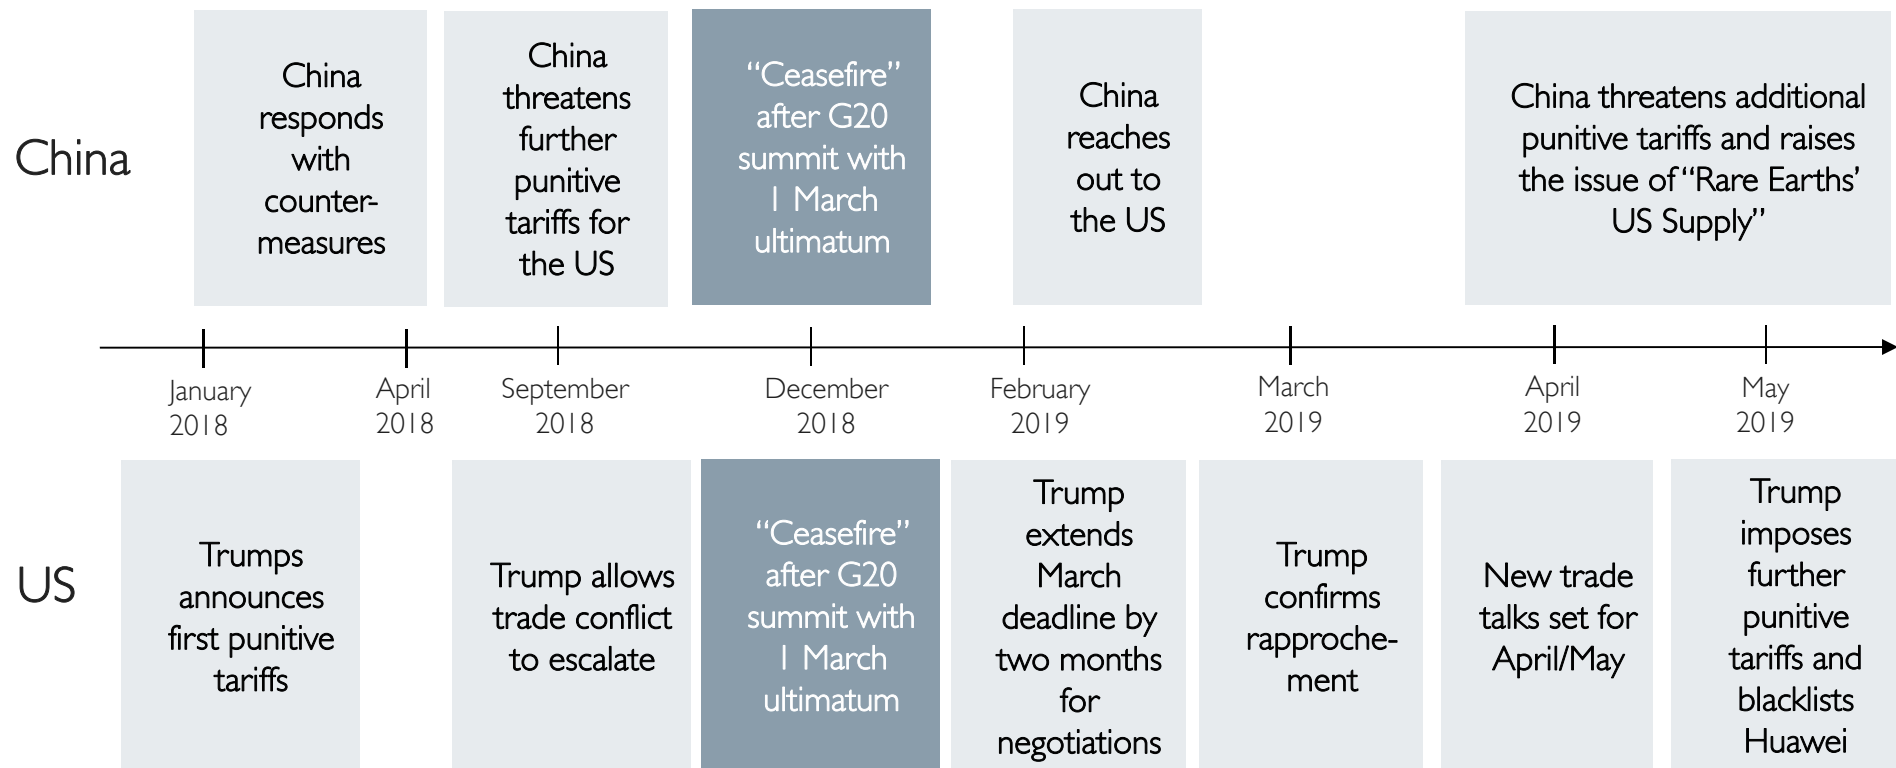 China
China
responds
with
counter-
measures
China
threatens
further
punitive
tariffs for
the US
“Ceasefire”
after G20
summit with
1 March
ultimatum
China
reaches
out to
the US
China threatens additional
punitive tariffs and raises
the issue of “Rare Earths’
US Supply”
January
2018
April
2018
September
2018
December
2018
February
2019
March
2019
April
2019
May
2019
US
Trumps
announces
first punitive
tariffs
Trump allows
trade conflict
to escalate
“Ceasefire”
after G20
summit with
1 March
ultimatum
Trump
extends
March
deadline by
two months
for
negotiations
Trump
confirms
rapproche-
ment
New trade
talks set for
April/May
Trump
imposes
further
punitive
tariffs and
blacklists
Huawei